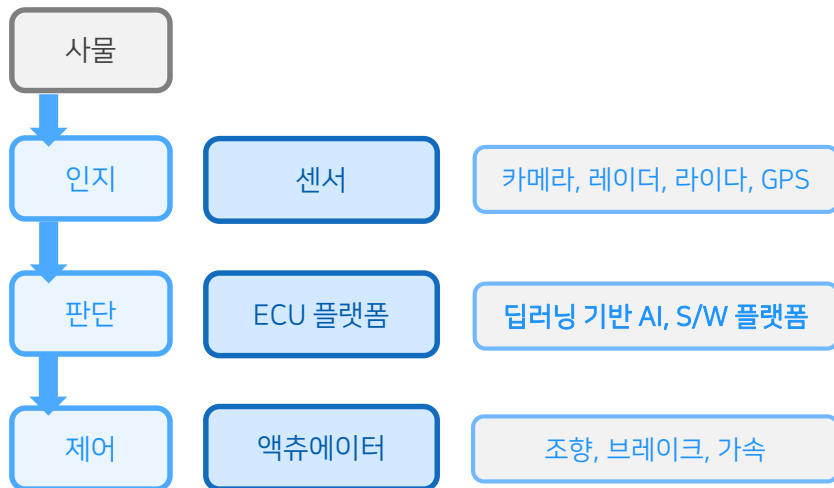 사물
인지
센서
카메라, 레이더, 라이다, GPS
판단
ECU 플랫폼
딥러닝 기반 AI, S/W 플랫폼
제어
액츄에이터
조향, 브레이크, 가속